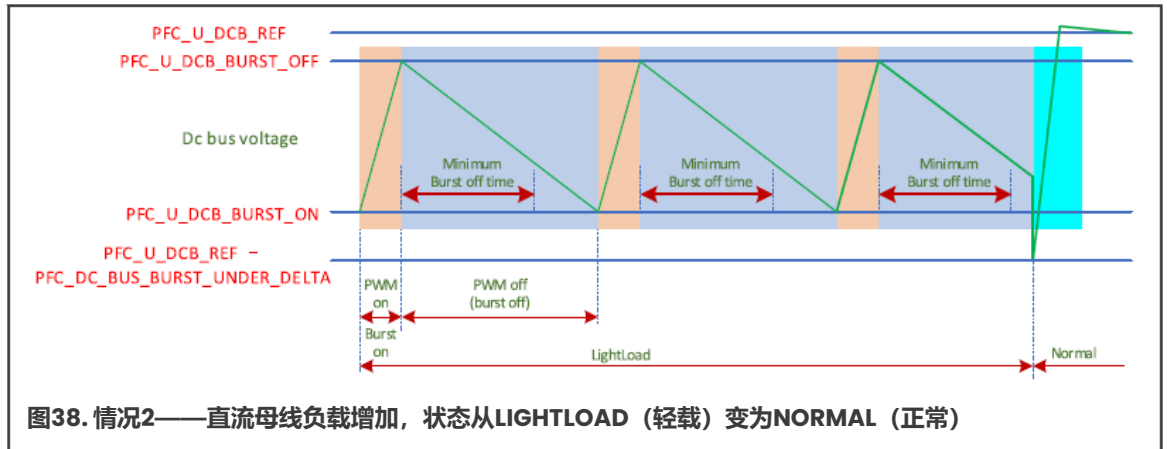 PFC_U_DCB_REF
PFC_U_DCB_BURST_OFF
Dc bus voltage
Minimum
Burst off time
Minimum
Burst off time
Minimum
Burst off time
PFC_U_DCB_BURST_ON
PFC_U_DCB_REF –
PFC_DC_BUS_BURST_UNDER_DELTA
PWM
on
PWM off
(burst off)
Burst
on
LightLoad
Normal
图38. 情况2——直流母线负载增加，状态从LIGHTLOAD（轻载）变为NORMAL（正常）